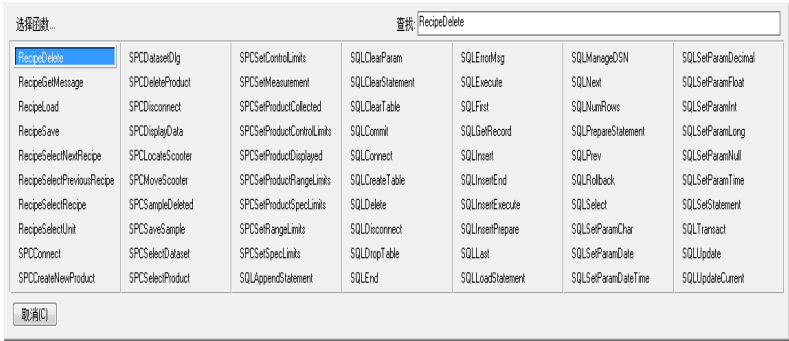 选择函数...
查找: RecipeDelete
RecipeDelete SPCDatasetDlg SPCSetControlLimits SQLClearParam SQLErrorMsg SQLManageDSN SQLSetParamDecimal
RecipeGetMessage SPCDeleteProduct SPCSetMeasurement SQLClearStatement SQLExecute SQLNext SQLSetParamFloat
RecipeLoad SPCDisconnect SPCSetProductCollected SQLClearTable SQLFirst SQLNumRows SQLSetParamInt
RecipeSave SPCDisplayData SPCSetProductControlLimits SQLCommit SQLGetRecord SQLPrepareStatement SQLSetParamLong
RecipeSelectNextRecipe SPCLocateScooter SPCSetProductDisplayed SQLConnect SQLInsert SQLPrev SQLSetParamNull
RecipeSelectPreviousRecipe SPCMoveScooter SPCSetProductRangeLimits SQLCreateTable SQLInsertEnd SQLRollback SQLSetParamTime
RecipeSelectRecipe SPCSampleDeleted SPCSetProductSpecLimits SQLDelete SQLInsertExecute SQLSelect SQLSetStatement
RecipeSelectUnit SPCSaveSample SPCSetRangeLimits SQLDisconnect SQLInsertPrepare SQLSetParamChar SQLTransact
SPCConnect SPCSelectDataset SPCSetSpecLimits SQLDropTable SQLLast SQLSetParamDate SQLUpdate
SPCCreateNewProduct SPCSelectProduct SQLAppendStatement SQLEnd SQLLoadStatement SQLSetParamDateTime SQLUpdateCurrent
取消(C)